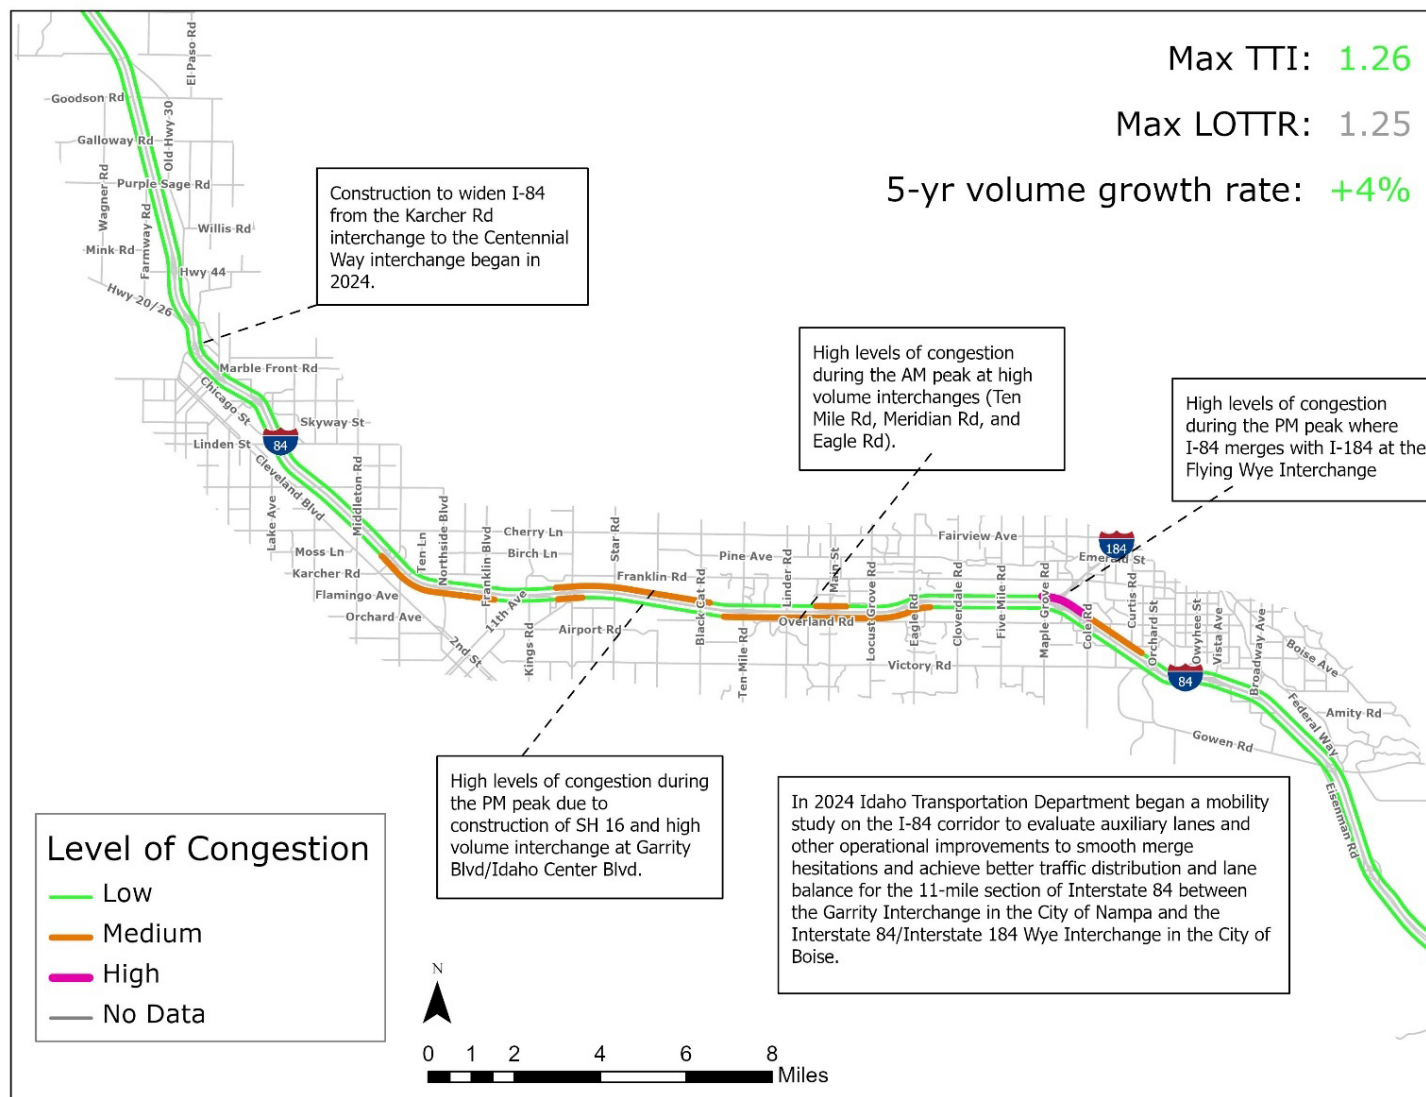 Max TTI: 1.26
Max LOTTR: 1.25
5-yr volume growth rate: +4%
El Paso Rd
Goodson Rd
Old Hwy 30
Galloway Rd
Wagner Rd
Purple Sage Rd
Farmway Rd
Willis Rd
Mink Rd
Hwy 44
Hwy 20/26
Construction to widen I-84
from the Karcher Rd
interchange to the Centennial
Way interchange began in
2024.
Marble Front Rd
Chicago St
Skyway St
Linden St
84
Cleveland Blvd
Middleton Rd
Lake Ave
Moss Ln
Karcher Rd
Flamingo Ave
Orchard Ave
2nd St
Ten Ln
Northside Blvd
Franklin Blvd
11th Ave
Cherry Ln
Birch Ln
Star Rd
Franklin Rd
Kings Rd
Airport Rd
High levels of congestion
during the AM peak at high
volume interchanges (Ten
Mile Rd, Meridian Rd, and
Eagle Rd).
High levels of congestion
during the PM peak where
I-84 merges with I-184 at the
Flying Wye Interchange
Pine Ave
Black Cat Rd
Ten Mile Rd
Linder Rd
Main St
Overland Rd
Locust Grove Rd
Eagle Rd
Victory Rd
Cloverdale Rd
Fairview Ave
Five Mile Rd
Maple Grove Rd
Cole Rd
184
Emerald St
Curtis Rd
Orchard St
Owyhee St
Vista Ave
84
Broadway Ave
Boise Ave
Federal Way
Amity Rd
Gowen Rd
Eisenman Rd
High levels of congestion during
the PM peak due to
construction of SH 16 and high
volume interchange at Garrity
Blvd/Idaho Center Blvd.
In 2024 Idaho Transportation Department began a mobility
study on the I-84 corridor to evaluate auxiliary lanes and
other operational improvements to smooth merge
hesitations and achieve better traffic distribution and lane
balance for the 11-mile section of Interstate 84 between
the Garrity Interchange in the City of Nampa and the
Interstate 84/Interstate 184 Wye Interchange in the City of
Boise.
Level of Congestion
Low
Medium
High
No Data
N
0 1 2 4 6 8
Miles